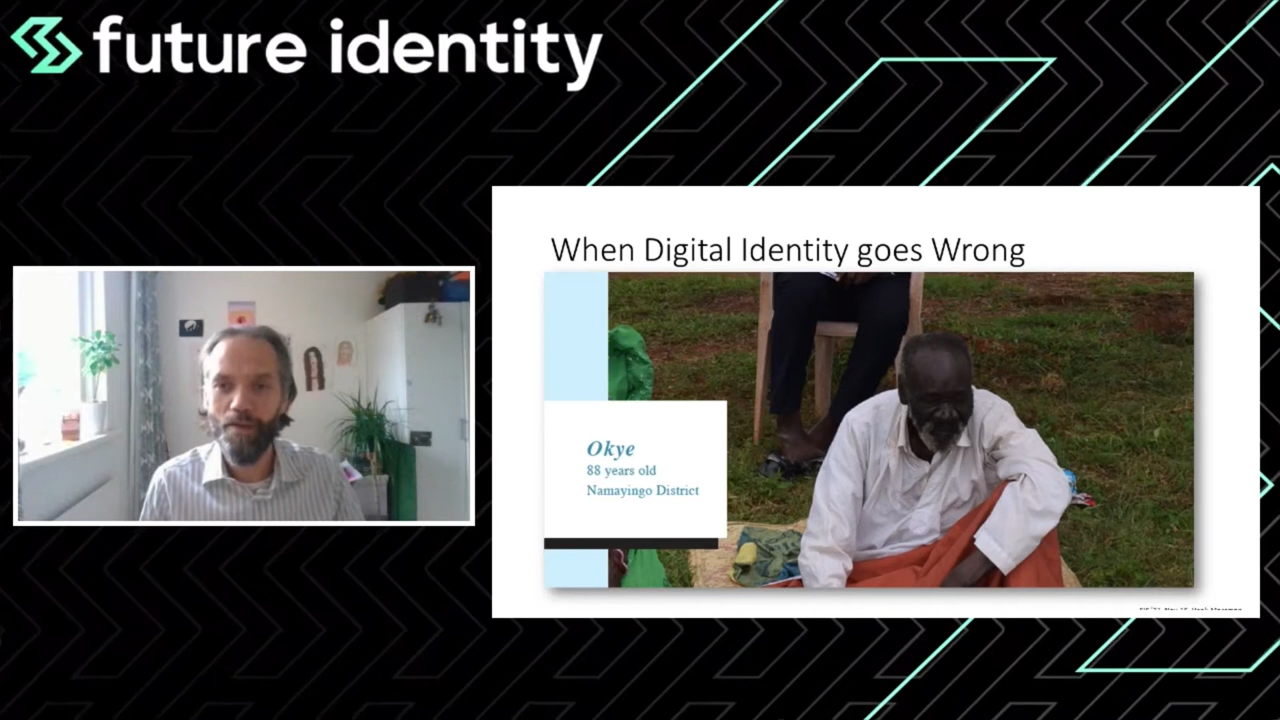 future identity
When Digital Identity goes Wrong
Okye
88 years old
Namayingo District